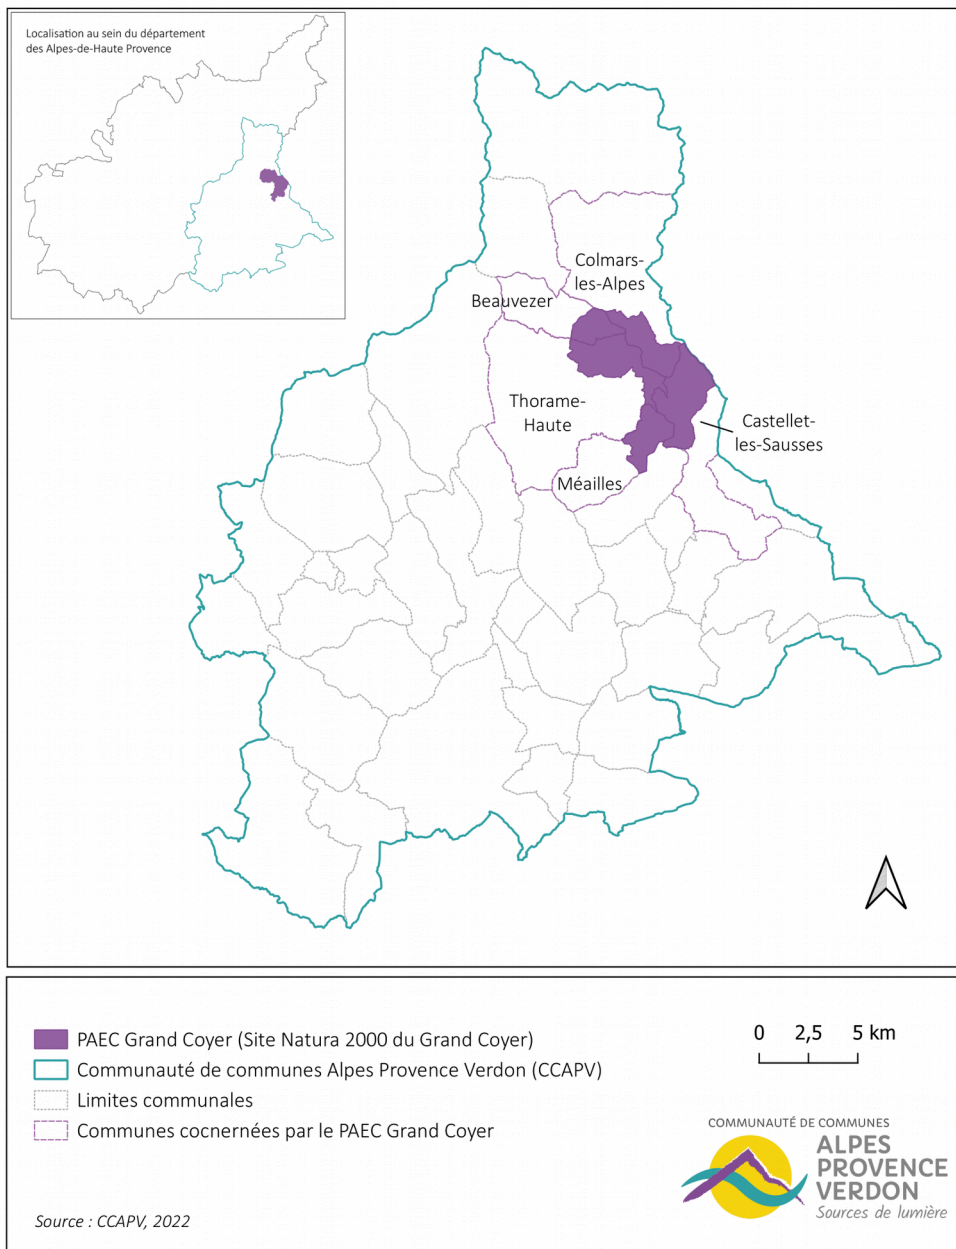 Localisation au sein du département
des Alpes-de-Haute Provence
Colmars-
les-Alpes
Beauvezer
Thorame-
Haute
Castellet-
les-Sausses
Méailles
PAEC Grand Coyer (Site Natura 2000 du Grand Coyer)
Communauté de communes Alpes Provence Verdon (CCAPV)
Limites communales
Communes cocnernées par le PAEC Grand Coyer
0 2,5 5 km
COMMUNAUTÉ DE COMMUNES
ALPES
PROVENCE
VERDON
Sources de lumière
Source : CCAPV, 2022